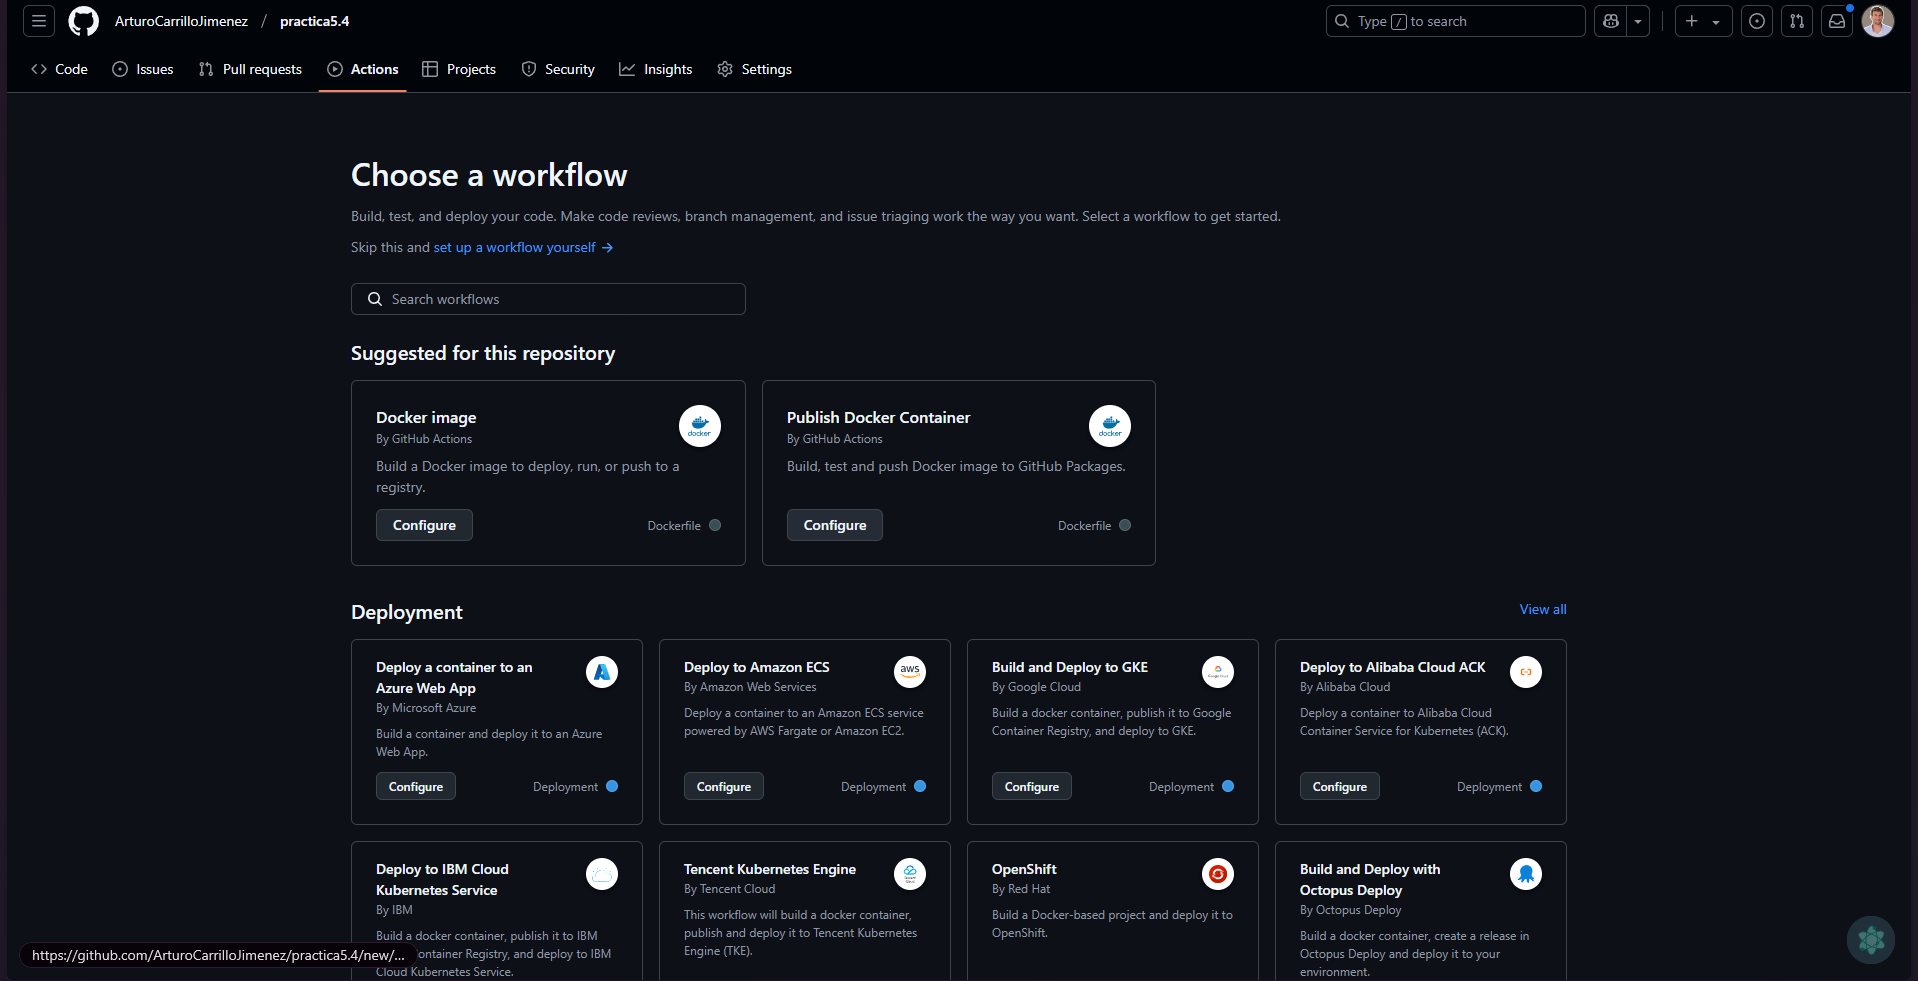 ArturoCarrilloJimenez / practica5.4
Type / to search
Code
Issues
Pull requests
Actions
Projects
Security
Insights
Settings
Choose a workflow
Build, test, and deploy your code. Make code reviews, branch management, and issue triaging work the way you want. Select a workflow to get started.
Skip this and set up a workflow yourself →
Search workflows
Suggested for this repository
Docker image
By GitHub Actions
Build a Docker image to deploy, run, or push to a
registry.
Configure
Dockerfile
docker
Publish Docker Container
By GitHub Actions
Build, test and push Docker image to GitHub Packages.
Configure
Dockerfile
docker
Deployment
View all
Deploy a container to an
Azure Web App
By Microsoft Azure
Build a container and deploy it to an Azure
Web App.
Configure
Deployment
Deploy to Amazon ECS
By Amazon Web Services
Deploy a container to an Amazon ECS service
powered by AWS Fargate or Amazon EC2.
Configure
Deployment
aws
Build and Deploy to GKE
By Google Cloud
Build a docker container, publish it to Google
Container Registry, and deploy to GKE.
Configure
Deployment
Deploy to Alibaba Cloud ACK
By Alibaba Cloud
Deploy a container to Alibaba Cloud
Container Service for Kubernetes (ACK).
Configure
Deployment
Deploy to IBM Cloud
Kubernetes Service
By IBM
Build a docker container, publish it to IBM
ontainer Registry, and deploy to IBM
Cloud Kubernetes Service.
Tencent Kubernetes Engine
By Tencent Cloud
This workflow will build a docker container,
publish and deploy it to Tencent Kubernetes
Engine (TKE).
OpenShift
By Red Hat
Build a Docker-based project and deploy it to
OpenShift.
Build and Deploy with
Octopus Deploy
By Octopus Deploy
Build a docker container, create a release in
Octopus Deploy and deploy it to your
environment.
https://github.com/ArturoCarrilloJimenez/practica5.4/new/...